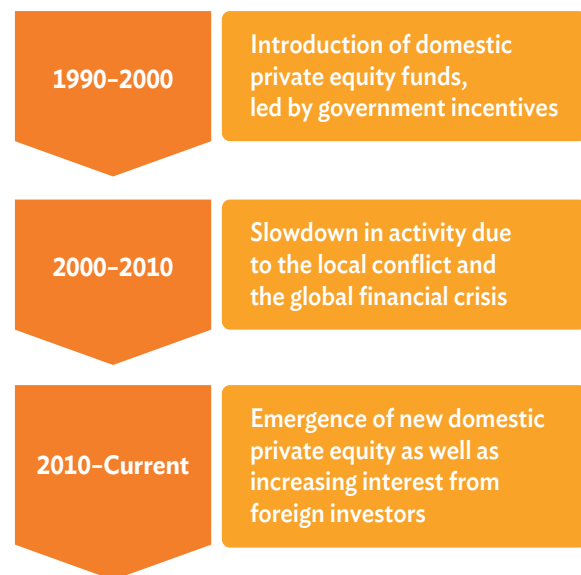 1990–2000
Introduction of domestic
private equity funds,
led by government incentives
2000–2010
Slowdown in activity due
to the local conflict and
the global financial crisis
2010–Current
Emergence of new domestic
private equity as well as
increasing interest from
foreign investors